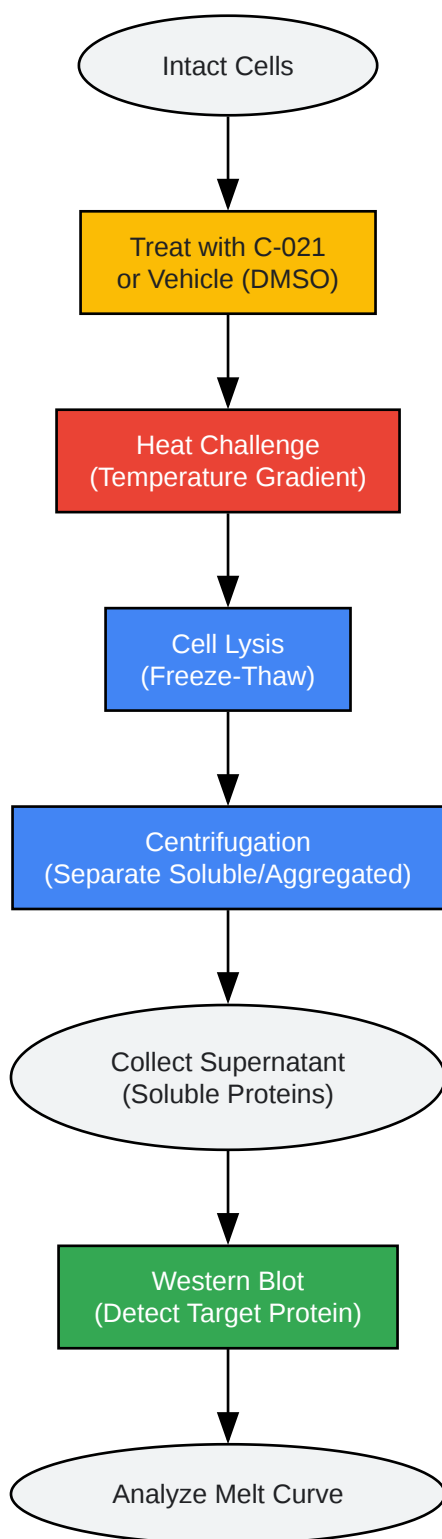 Intact Cells
Treat with C-021
or Vehicle (DMSO)
Heat Challenge
(Temperature Gradient)
Cell Lysis
(Freeze-Thaw)
Centrifugation
(Separate Soluble/Aggregated)
Collect Supernatant
(Soluble Proteins)
Western Blot
(Detect Target Protein)
Analyze Melt Curve